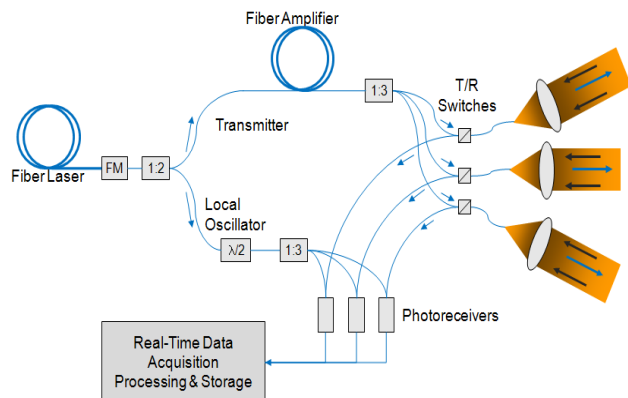 Fiber Amplifier
1:3
T/R
Switches
Transmitter
Fiber Laser
FM
1:2
Local
Oscillator
λ/2
1:3
Photoreceivers
Real-Time Data
Acquisition
Processing & Storage